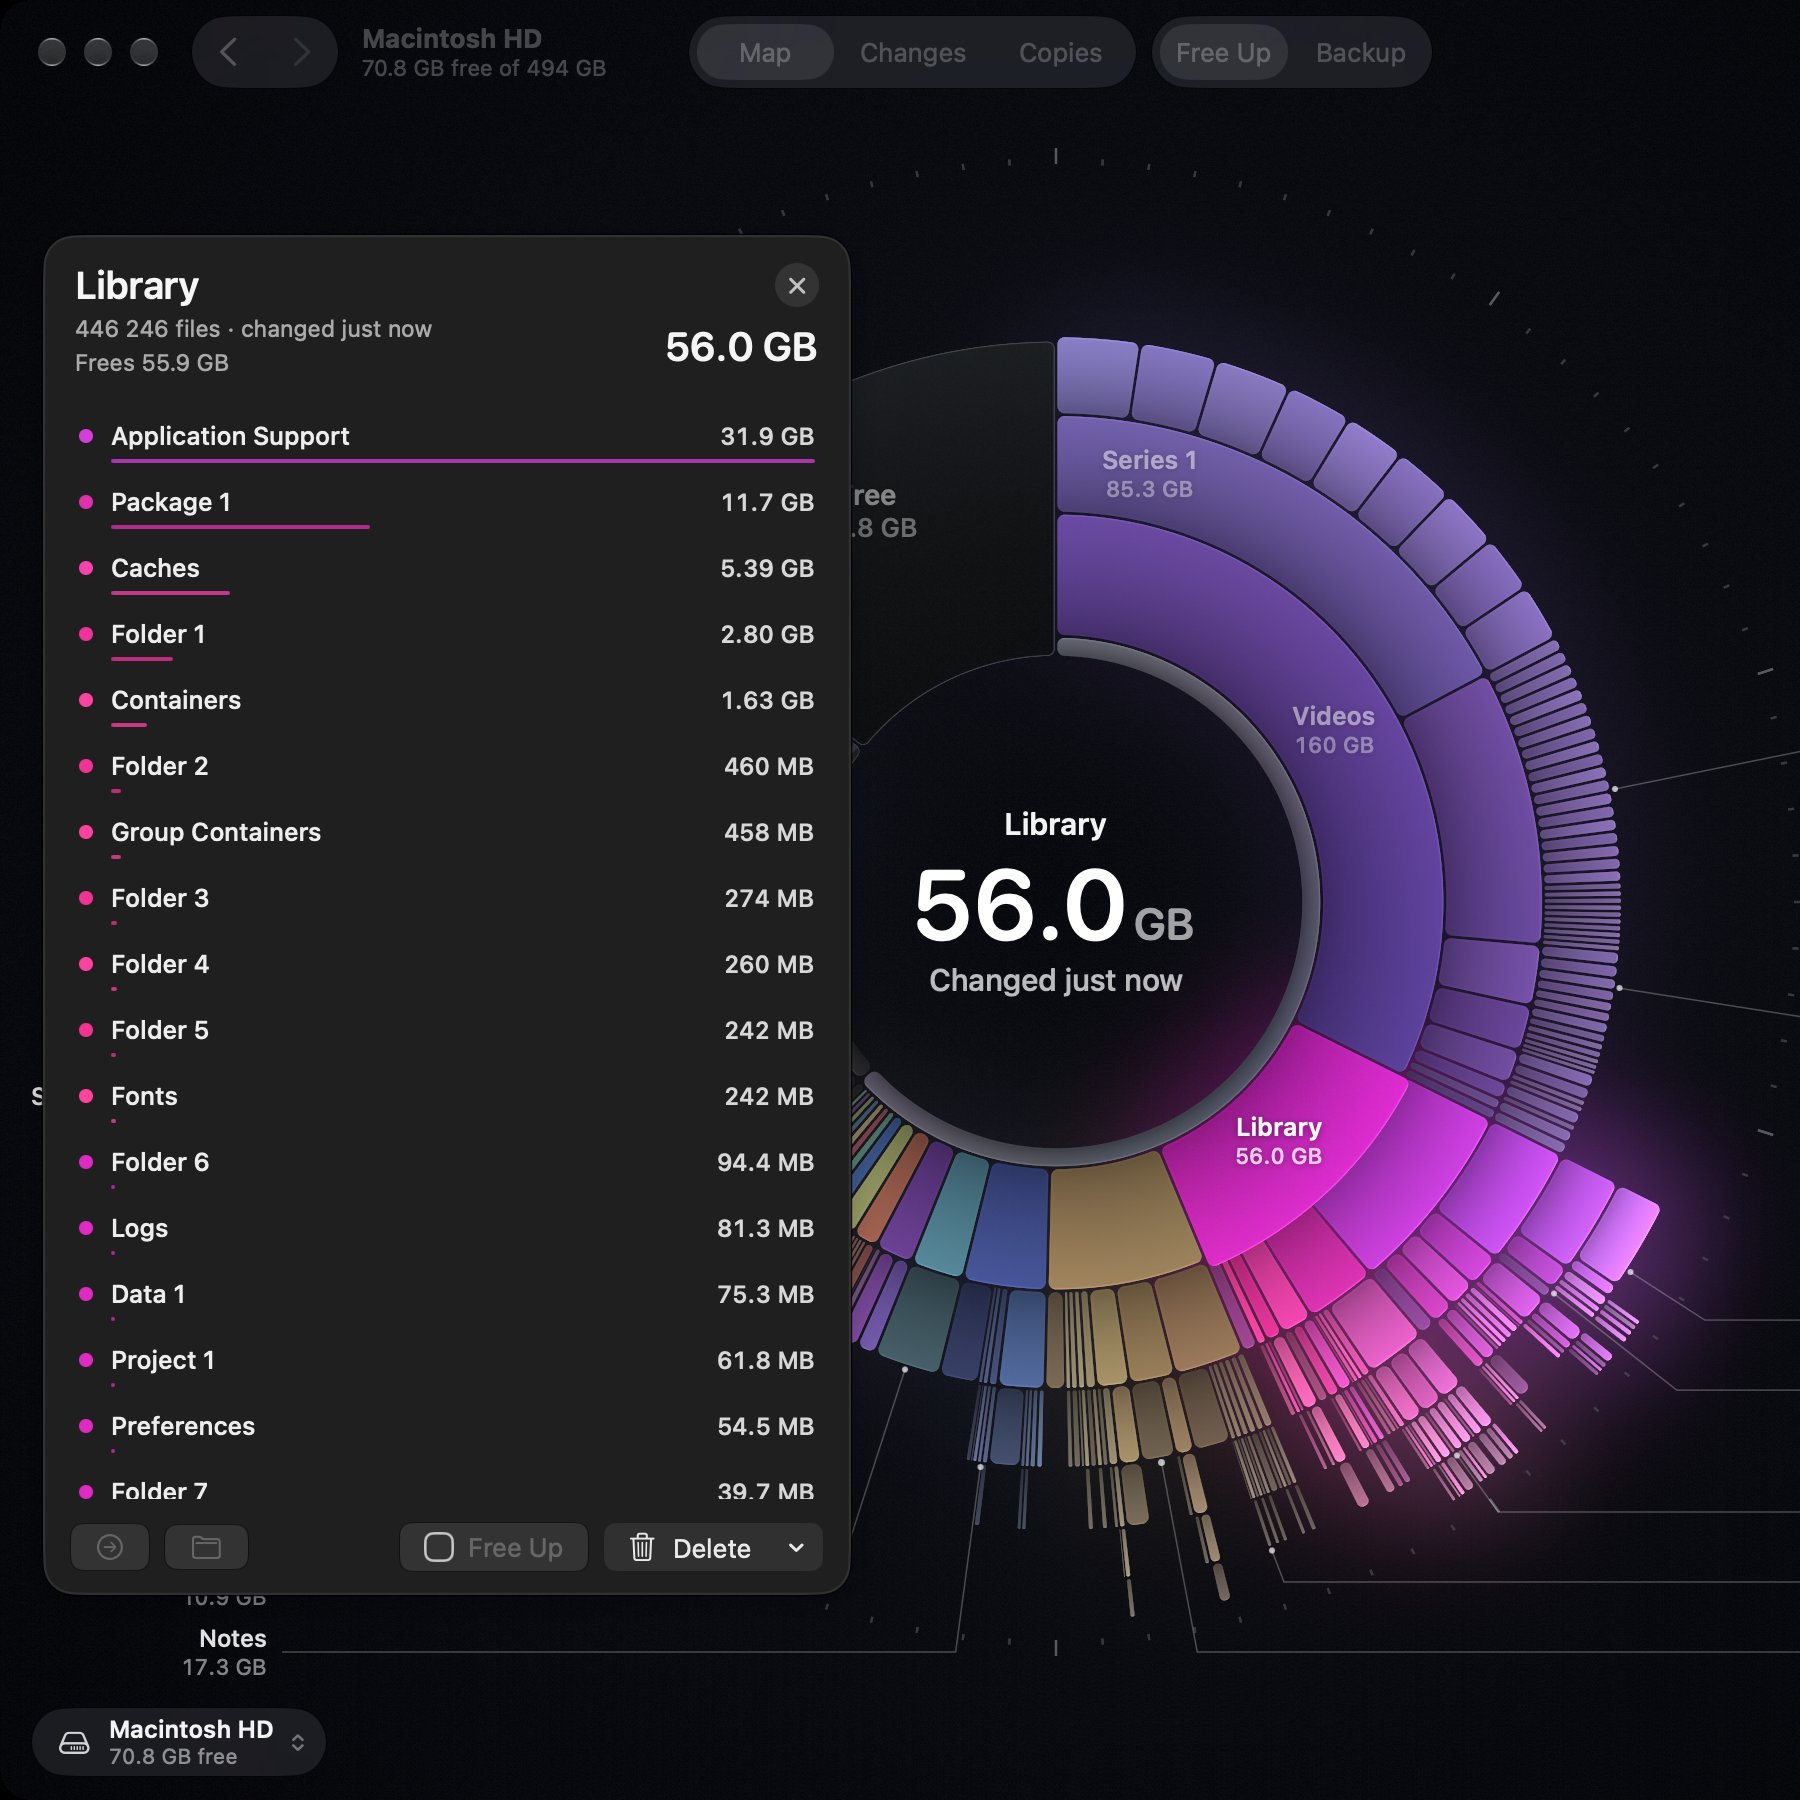 Macintosh HD
70.8 GB free of 494 GB
Map
Changes
Copies
Free Up
Backup
Library
446 246 files · changed just now
Frees 55.9 GB
56.0 GB
Application Support 31.9 GB
Package 1 11.7 GB
Caches 5.39 GB
Folder 1 2.80 GB
Containers 1.63 GB
Folder 2 460 MB
Group Containers 458 MB
Folder 3 274 MB
Folder 4 260 MB
Folder 5 242 MB
Fonts 242 MB
Folder 6 94.4 MB
Logs 81.3 MB
Data 1 75.3 MB
Project 1 61.8 MB
Preferences 54.5 MB
Folder 7 39.7 MB
Free Up
Delete
ree
.8 GB
Series 1
85.3 GB
Videos
160 GB
Library
56.0 GB
Changed just now
Library
56.0 GB
S
10.9 GB
Notes
17.3 GB
Macintosh HD
70.8 GB free